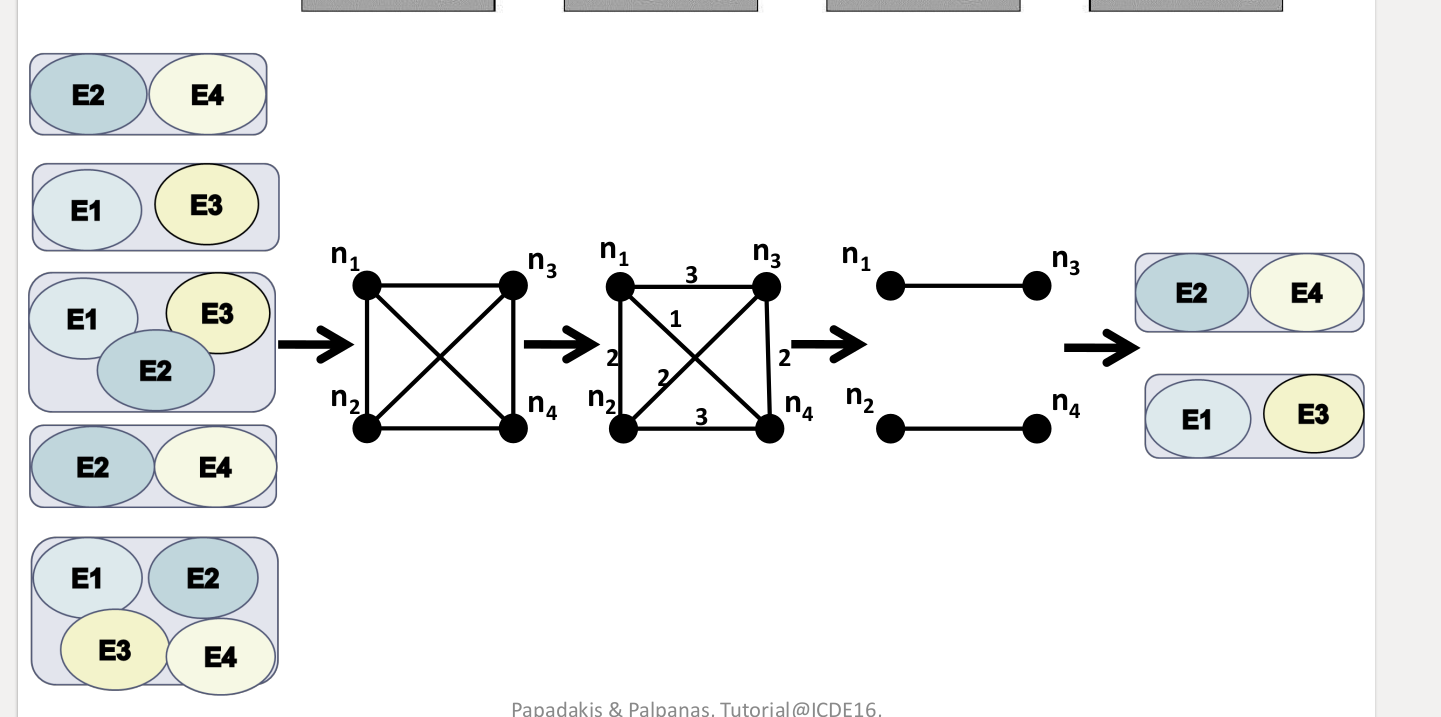 E2 E4
E1 E3
E1 E3
E2
E2 E4
E1 E2
E3 E4
n1 n3
n2 n4
n1 3 n3
1
2 2 2
n2 3 n4
n1 n3
n2 n4
E2 E4
E1 E3
Papadakis & Palpanas, Tutorial@ICDE16,